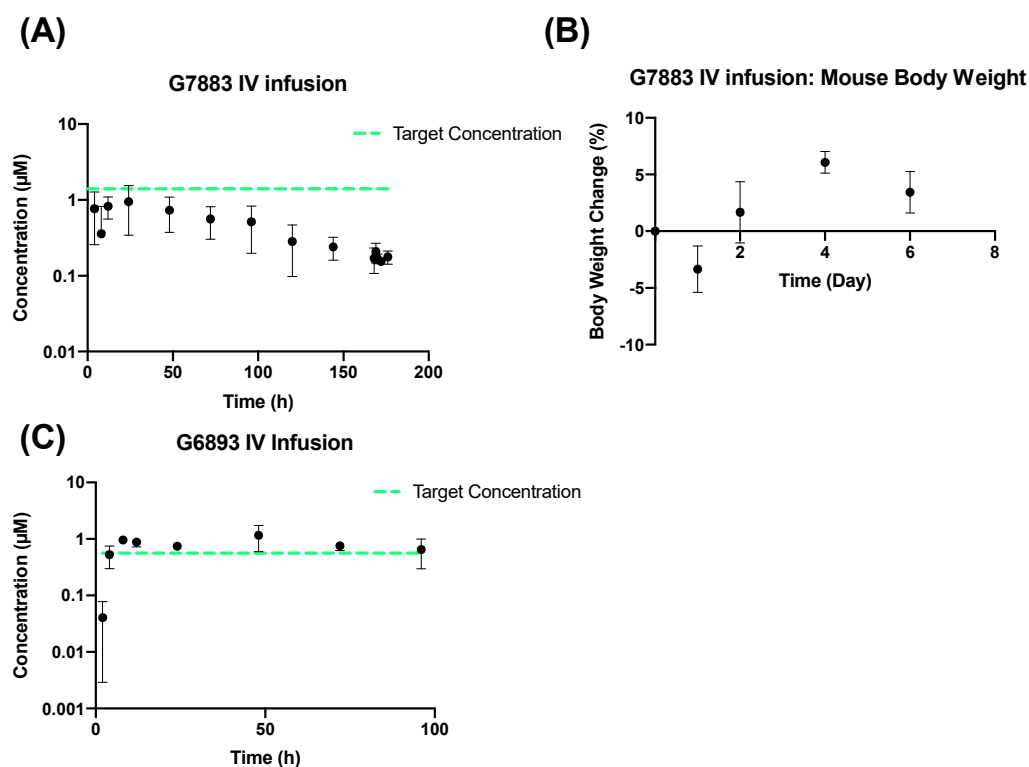 (A)
G7883 IV infusion
Target Concentration
Concentration (µM)
10
1
0.1
0.01
0
50
100
150
200
Time (h)
(B)
G7883 IV infusion: Mouse Body Weight
Body Weight Change (%)
10
5
0
-5
-10
2
4
6
8
Time (Day)
(C)
G6893 IV Infusion
Target Concentration
Concentration (µM)
10
1
0.1
0.01
0.001
0
50
100
Time (h)